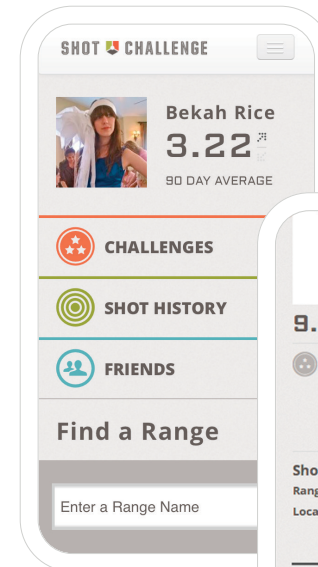 SHOT CHALLENGE
Bekah Rice
3.22
90 DAY AVERAGE
CHALLENGES
SHOT HISTORY
FRIENDS
Find a Range
Enter a Range Name
9.
Sho
Rang
Loca